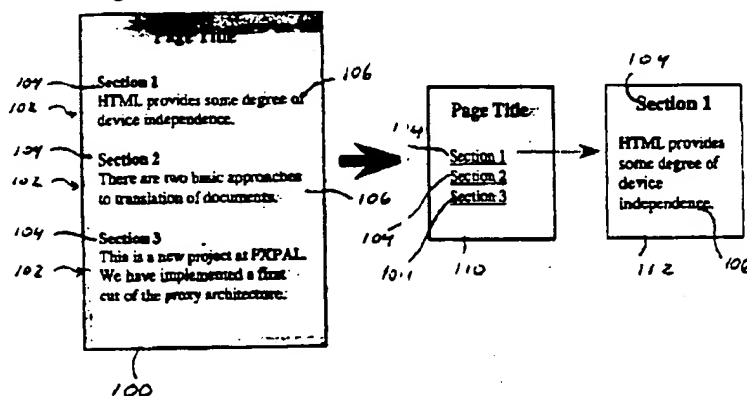 Page Title
104 Section 1
102 HTML provides some degree of 106
device independence.
104 Section 2
102 There are two basic approaches
to translation of documents. 106
104 Section 3
This is a new project at FXPAL.
102 We have implemented a first
cut of the proxy architecture.
100
Page Title
104 Section 1
Section 2
Section 3
104
104
110
104
Section 1
HTML provides
some degree of
device
independence.
112
106